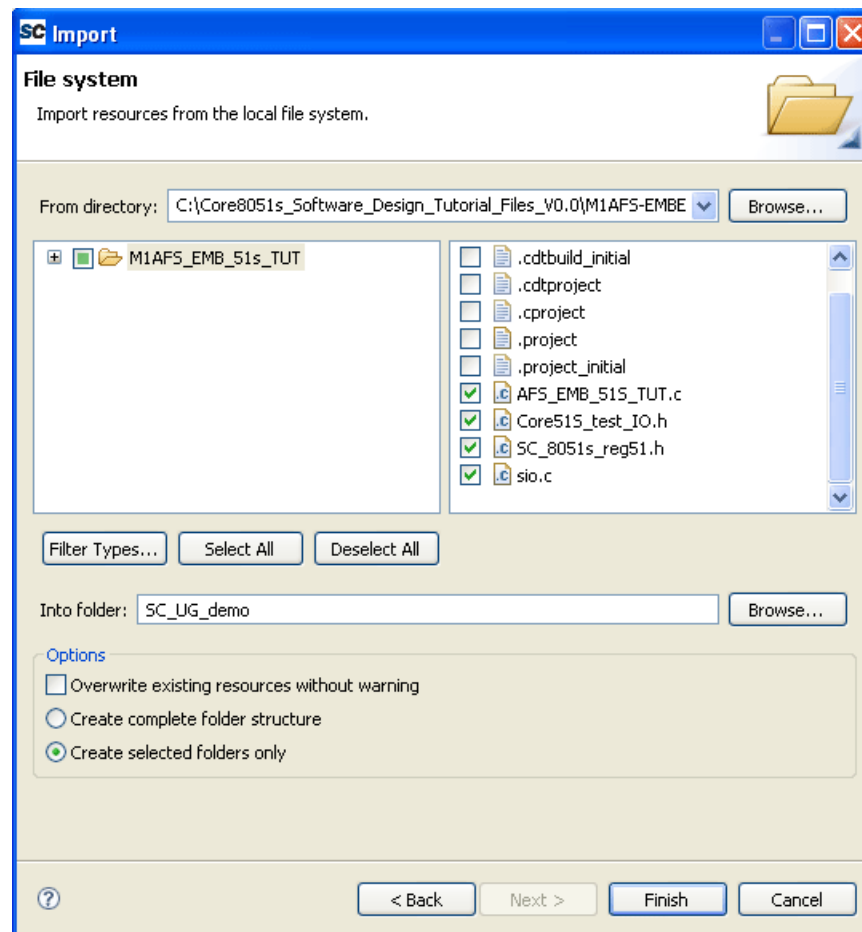 SC Import
File system
Import resources from the local file system.
From directory: C:\Core8051s_Software_Design_Tutorial_Files_V0.0\M1AFS-EMBE Browse...
M1AFS_EMB_51s_TUT
.cdtbuild_initial
.cdtproject
.cproject
.project
.project_initial
.c AFS_EMB_51S_TUT.c
.c Core51S_test_IO.h
.c SC_8051s_reg51.h
.c sio.c
Filter Types... Select All Deselect All
Into folder: SC_UG_demo Browse...
Options
Overwrite existing resources without warning
Create complete folder structure
Create selected folders only
? < Back Next > Finish Cancel